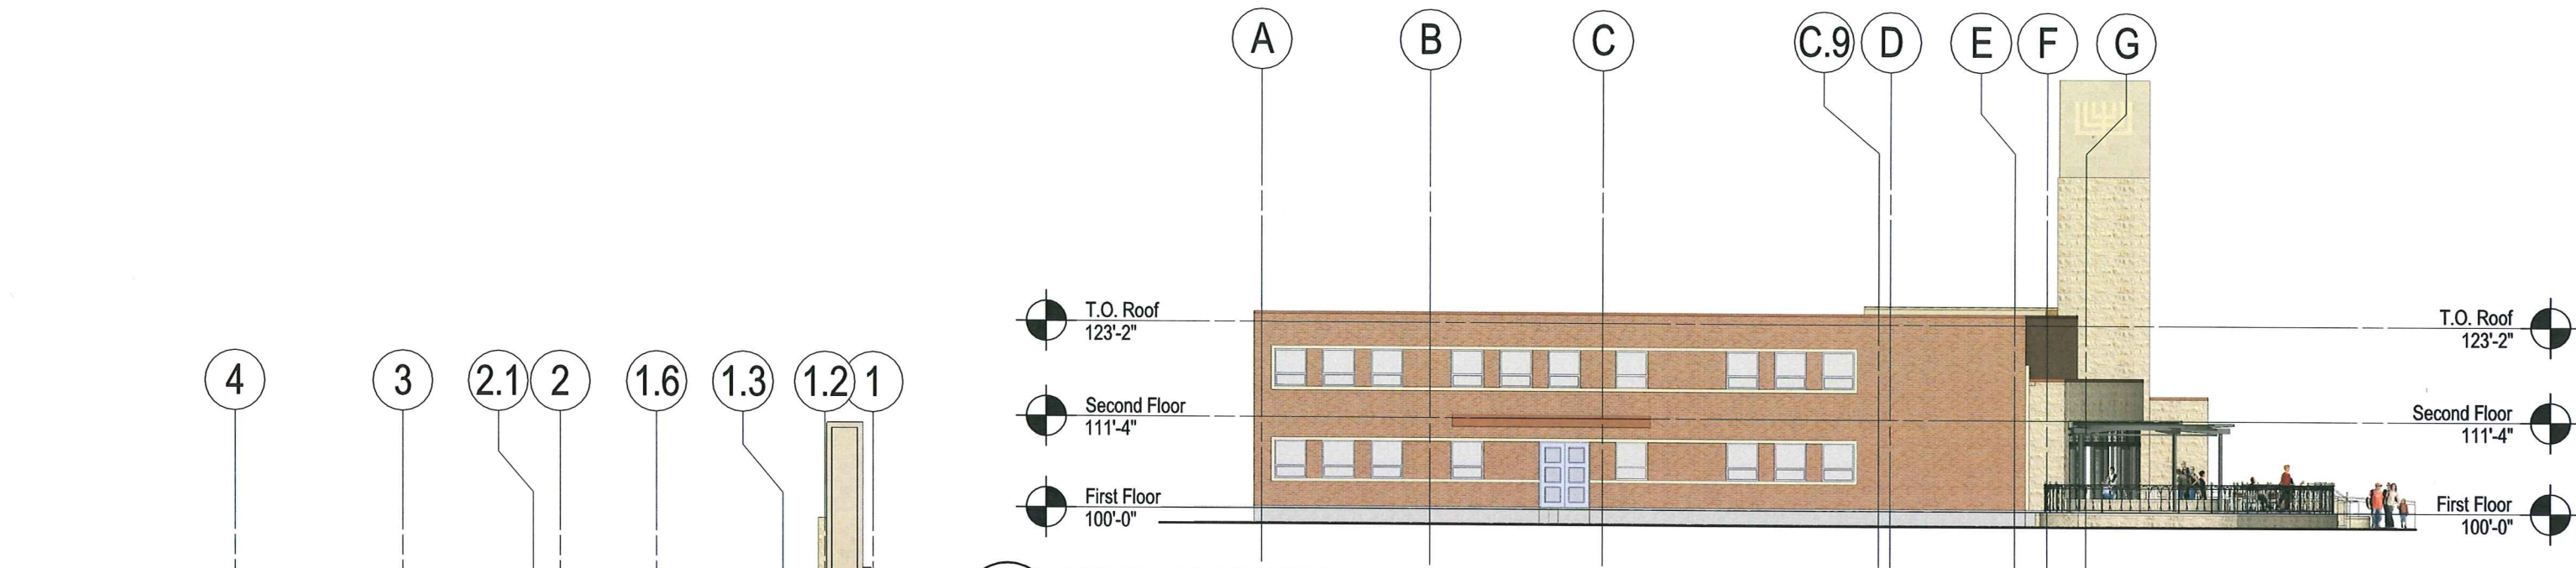 A B C C.9 D E F G
T.O. Roof
123'-2"
T.O. Roof
123'-2"
4 3 2.1 2 1.6 1.3 1.2 1
Second Floor
111'-4"
Second Floor
111'-4"
First Floor
100'-0"
First Floor
100'-0"